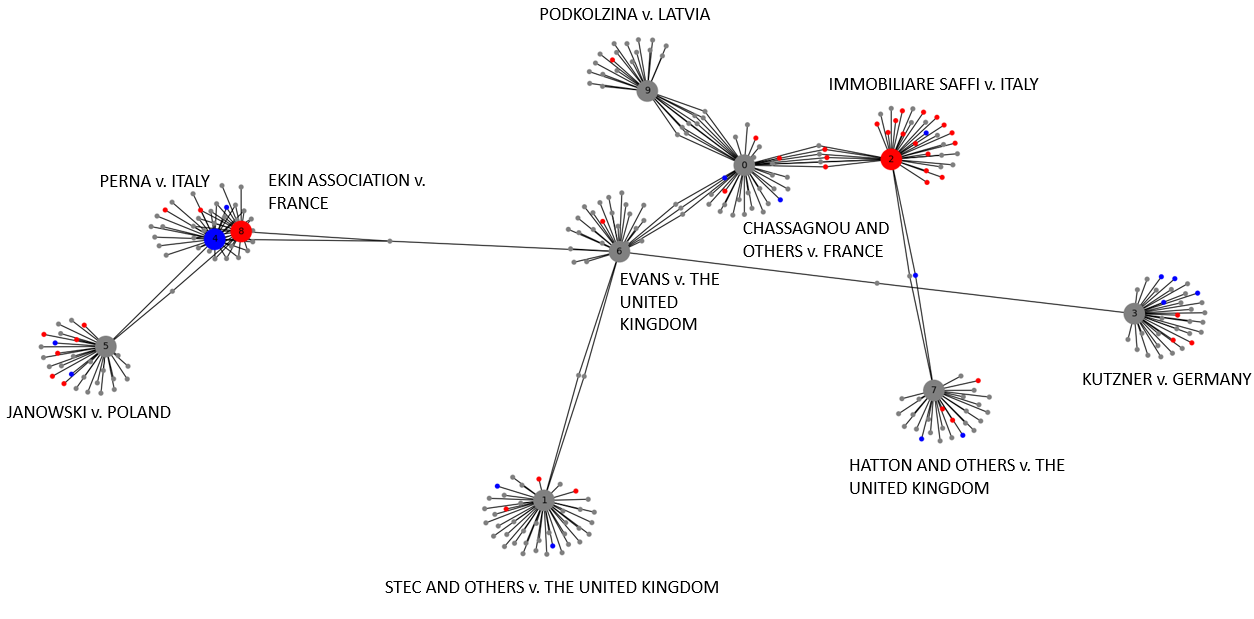 PODKOLZINA v. LATVIA
9
IMMOBILIARE SAFFI v. ITALY
0
2
PERNA v. ITALY
EKIN ASSOCIATION v.
FRANCE
8
CHASSAGNOU AND
OTHERS v. FRANCE
6
EVANS v. THE
UNITED
KINGDOM
3
5
KUTZNER v. GERMANY
7
JANOWSKI v. POLAND
HATTON AND OTHERS v. THE
UNITED KINGDOM
1
STEC AND OTHERS v. THE UNITED KINGDOM